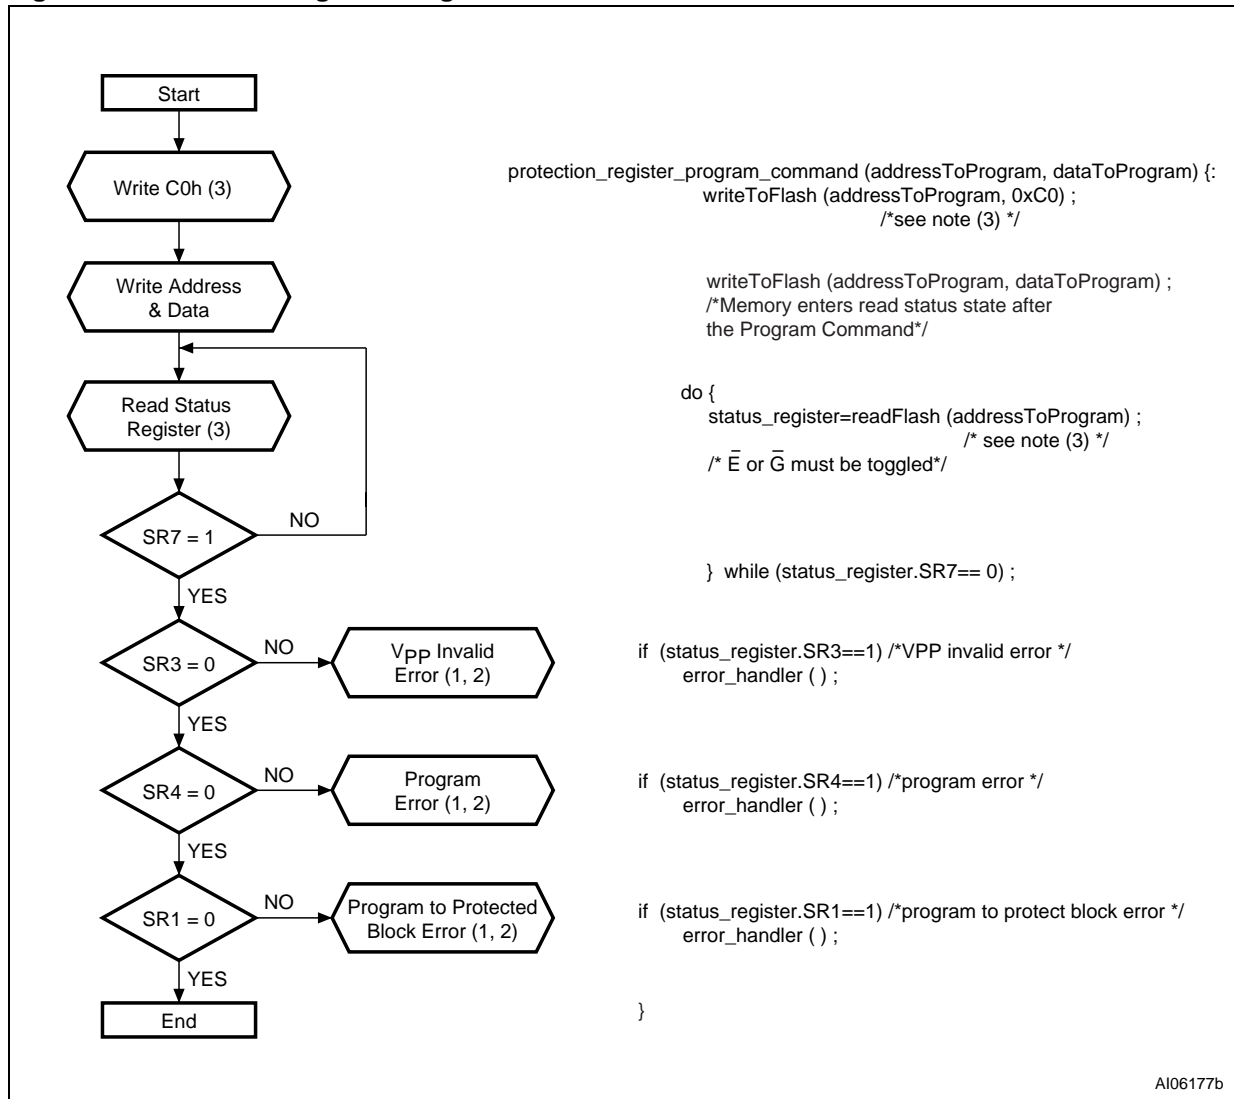 Start
Write C0h (3)
Write Address
& Data
Read Status
Register (3)
SR7 = 1
NO
YES
SR3 = 0
NO
VPP Invalid
Error (1, 2)
YES
SR4 = 0
NO
Program
Error (1, 2)
YES
SR1 = 0
NO
Program to Protected
Block Error (1, 2)
YES
End
protection_register_program_command (addressToProgram, dataToProgram) {:
writeToFlash (addressToProgram, 0xC0) ;
/*see note (3) */
writeToFlash (addressToProgram, dataToProgram) ;
/*Memory enters read status state after
the Program Command*/
do {
status_register=readFlash (addressToProgram) ;
/* see note (3) */
/* E̅ or G̅ must be toggled*/
} while (status_register.SR7== 0) ;
if (status_register.SR3==1) /*VPP invalid error */
error_handler ( ) ;
if (status_register.SR4==1) /*program error */
error_handler ( ) ;
if (status_register.SR1==1) /*program to protect block error */
error_handler ( ) ;
}
AI06177b